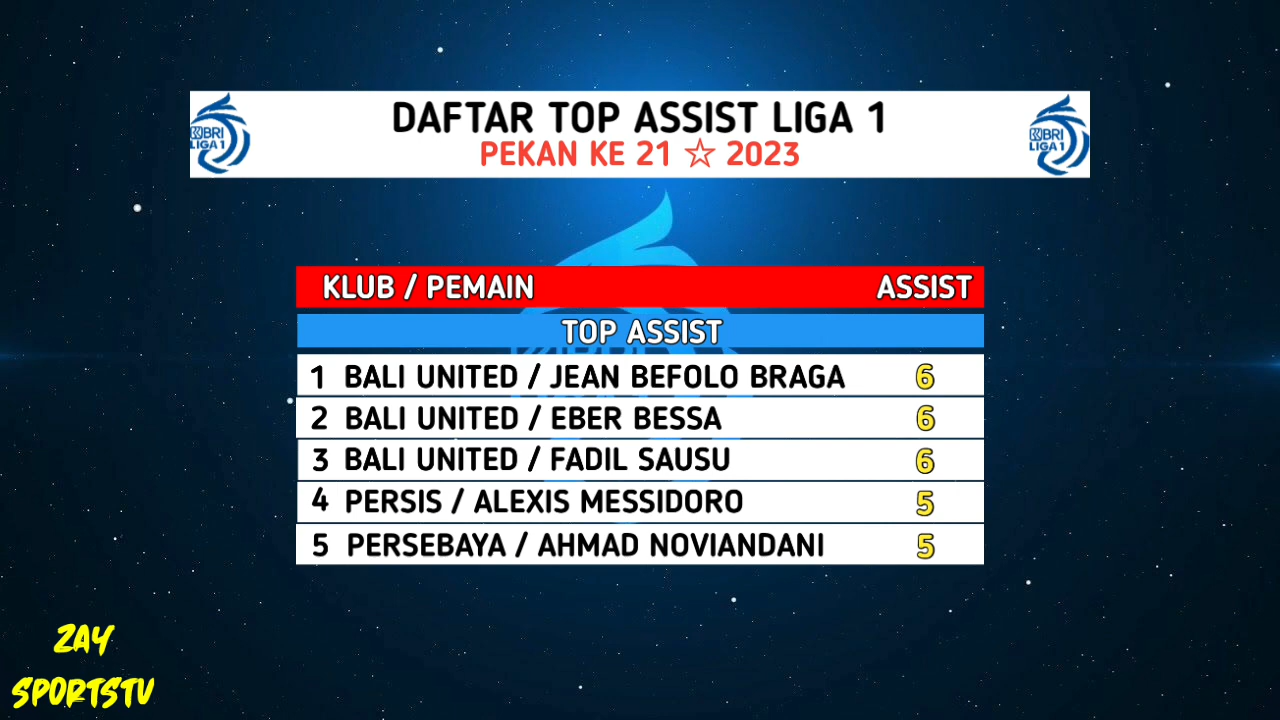 DAFTAR TOP ASSIST LIGA 1
PEKAN KE 21 ☆ 2023
BRI
LIGA 1
BRI
LIGA 1
KLUB / PEMAIN ASSIST
TOP ASSIST
1 BALI UNITED / JEAN BEFOLO BRAGA 6
2 BALI UNITED / EBER BESSA 6
3 BALI UNITED / FADIL SAUSU 6
4 PERSIS / ALEXIS MESSIDORO 5
5 PERSEBAYA / AHMAD NOVIANDANI 5
ZAY
SPORTSTV